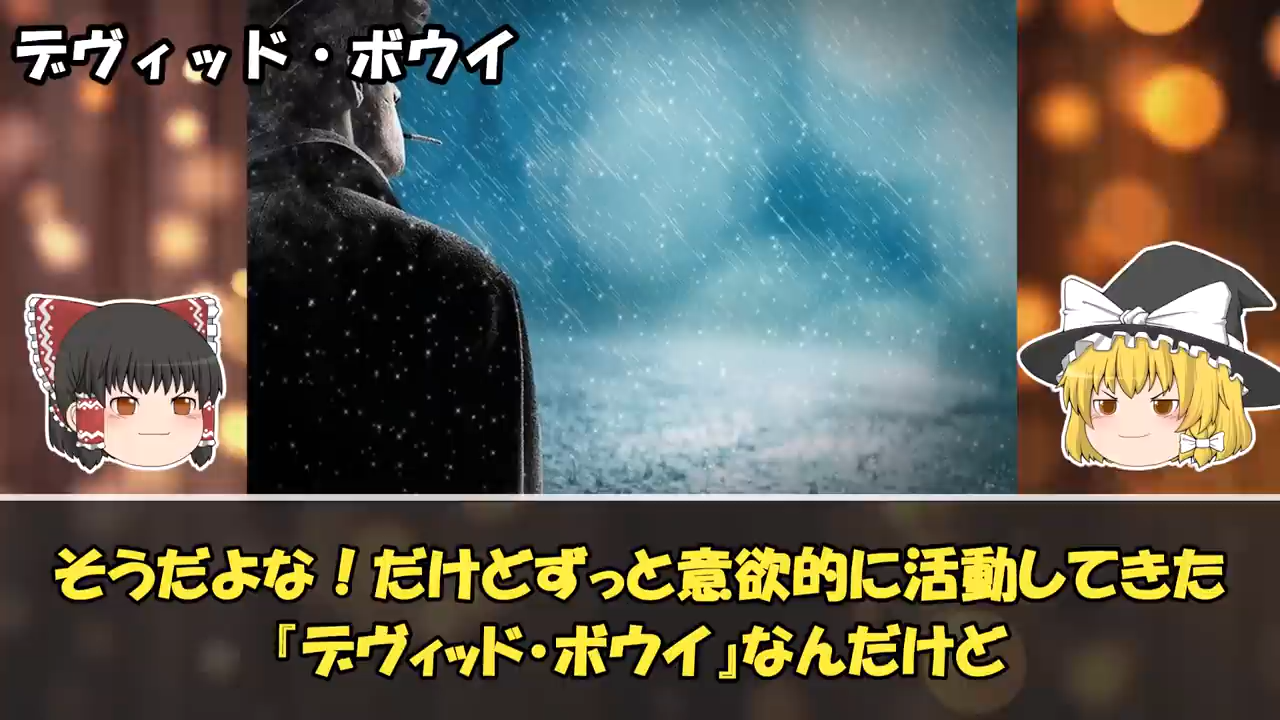 デヴィッド・ボウイ
そうだよな！だけどずっと意欲的に活動してきた
『デヴィッド・ボウイ』なんだけど